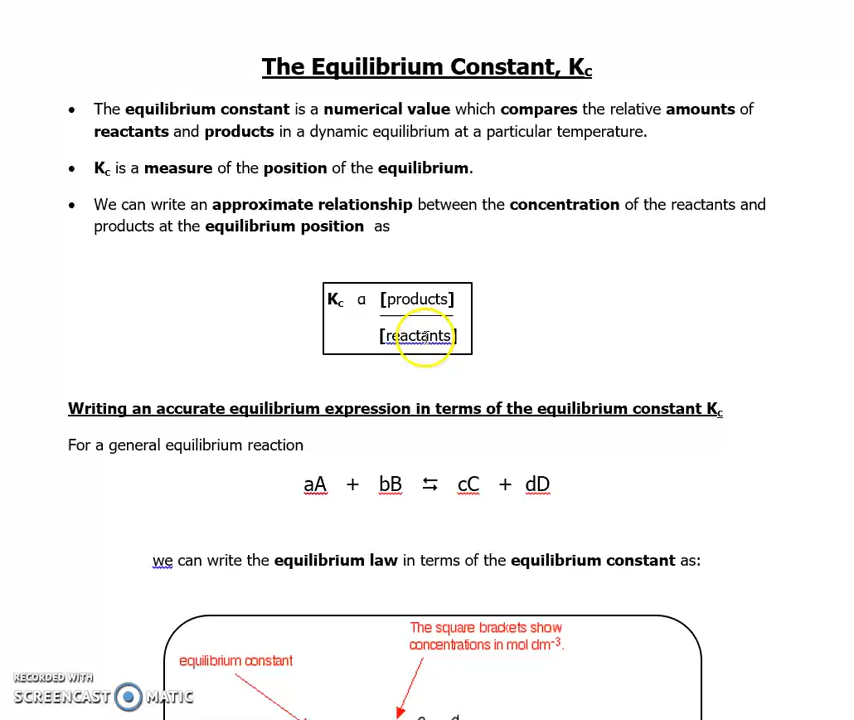 The Equilibrium Constant, Kc
• The equilibrium constant is a numerical value which compares the relative amounts of
reactants and products in a dynamic equilibrium at a particular temperature.
• Kc is a measure of the position of the equilibrium.
• We can write an approximate relationship between the concentration of the reactants and
products at the equilibrium position as
Kc α [products]
[reactants]
Writing an accurate equilibrium expression in terms of the equilibrium constant Kc
For a general equilibrium reaction
aA + bB ⇆ cC + dD
we can write the equilibrium law in terms of the equilibrium constant as:
The square brackets show
concentrations in mol dm⁻³.
equilibrium constant
RECORDED WITH
SCREENCAST MATIC